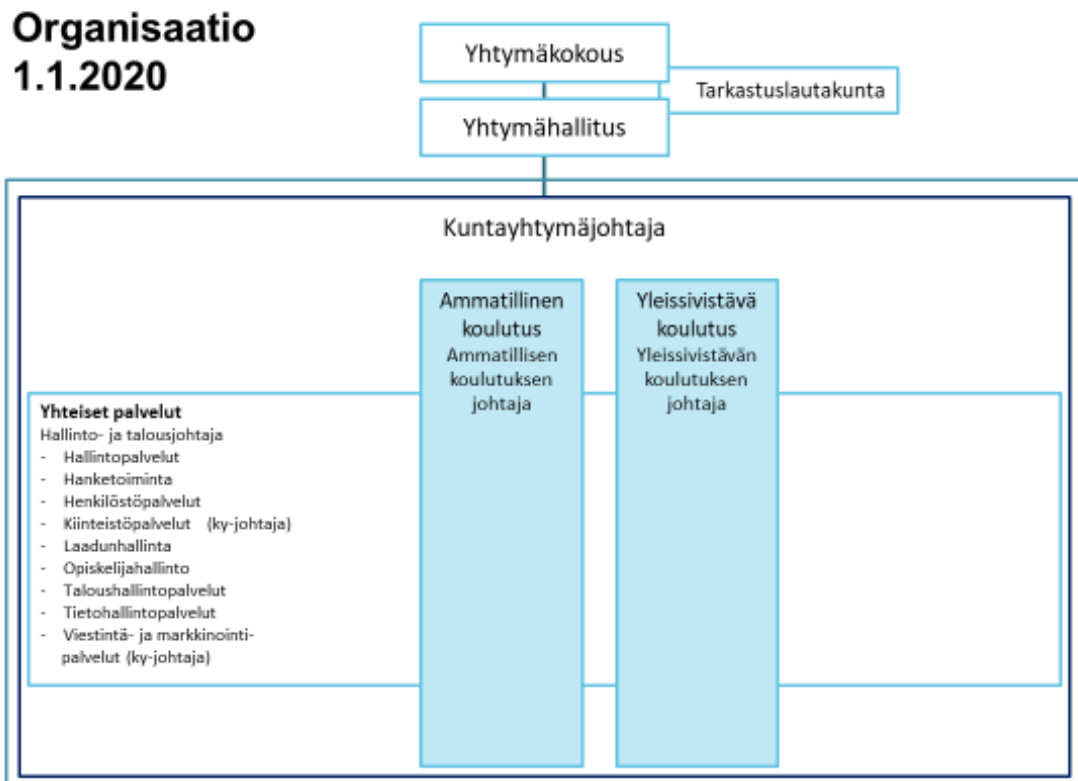 Organisaatio
1.1.2020
Yhtymäkokous
Tarkastuslautakunta
Yhtymähallitus
Kuntayhtymäjohtaja
Ammatillinen
koulutus
Ammatillisen
koulutuksen
johtaja
Yleissivistävä
koulutus
Yleissivistävän
koulutuksen
johtaja
Yhteiset palvelut
Hallinto- ja talousjohtaja
- Hallintopalvelut
- Hanketoiminta
- Henkilöstöpalvelut
- Kiinteistöpalvelut (ky-johtaja)
- Laadunhallinta
- Opiskelijahallinto
- Taloushallintopalvelut
- Tietohallintopalvelut
- Viestintä- ja markkinointi-
palvelut (ky-johtaja)